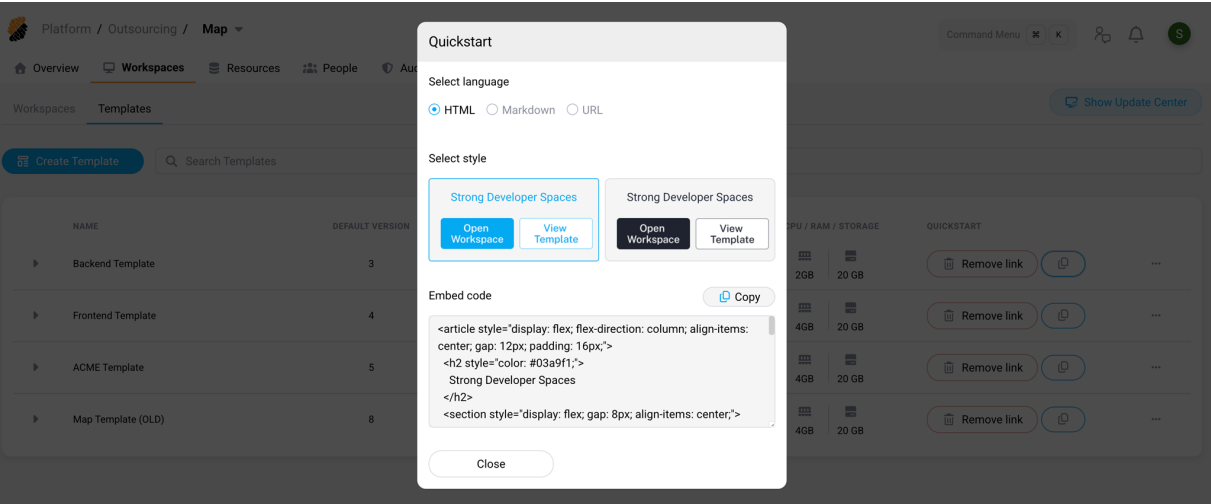 Platform / Outsourcing / Map
Command Menu ⌘ K
S
Overview Workspaces Resources People
Workspaces Templates
Show Update Center
Create Template
Search Templates
Quickstart
Select language
HTML Markdown URL
Select style
Strong Developer Spaces
Open Workspace
View Template
Strong Developer Spaces
Open Workspace
View Template
Embed code
Copy
<article style="display: flex; flex-direction: column; align-items:
center; gap: 12px; padding: 16px;">
<h2 style="color: #03a9f1;">
Strong Developer Spaces
</h2>
<section style="display: flex; gap: 8px; align-items: center;">
Close
NAME DEFAULT VERSION CPU / RAM / STORAGE QUICKSTART
Backend Template 3 2GB 20 GB Remove link
Frontend Template 4 4GB 20 GB Remove link
ACME Template 5 4GB 20 GB Remove link
Map Template (OLD) 8 4GB 20 GB Remove link